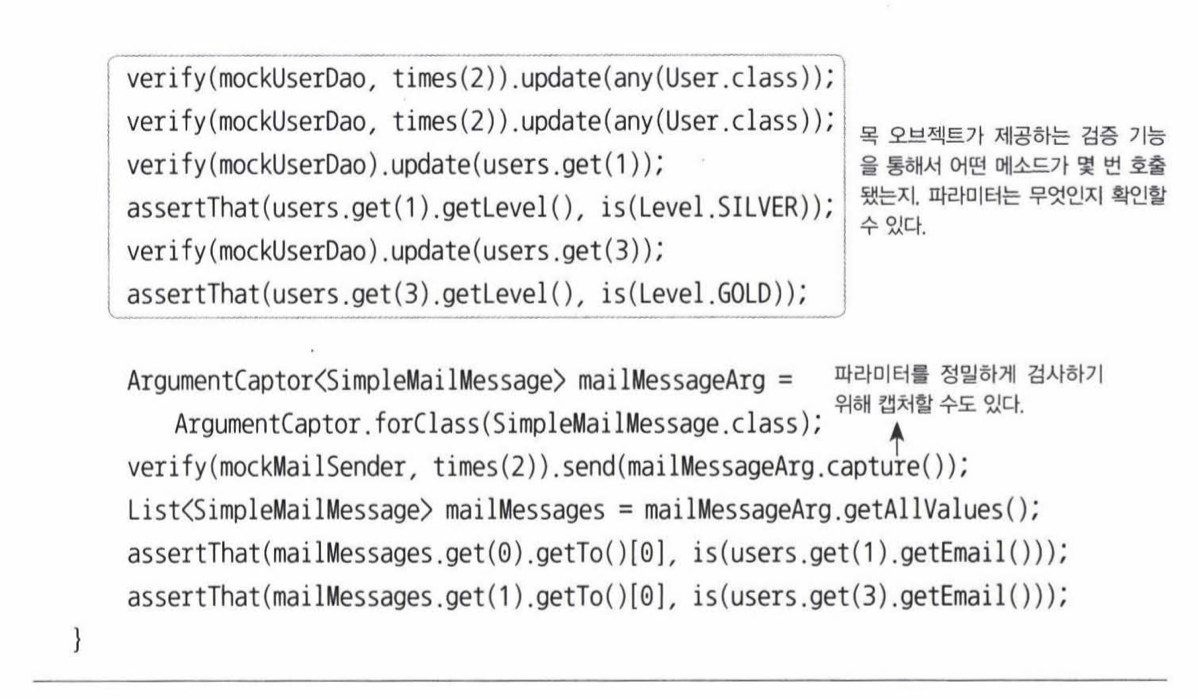 verify(mockUserDao, times(2)).update(any(User.class));
verify(mockUserDao, times(2)).update(any(User.class));
verify(mockUserDao).update(users.get(1));
assertThat(users.get(1).getLevel(), is(Level.SILVER));
verify(mockUserDao).update(users.get(3));
assertThat(users.get(3).getLevel(), is(Level.GOLD));
목 오브젝트가 제공하는 검증 기능
을 통해서 어떤 메소드가 몇 번 호출
됐는지, 파라미터는 무엇인지 확인할
수 있다.
ArgumentCaptor<SimpleMailMessage> mailMessageArg =
ArgumentCaptor.forClass(SimpleMailMessage.class);
파라미터를 정밀하게 검사하기
위해 캡처할 수도 있다.
verify(mockMailSender, times(2)).send(mailMessageArg.capture());
List<SimpleMailMessage> mailMessages = mailMessageArg.getAllValues();
assertThat(mailMessages.get(0).getTo()[0], is(users.get(1).getEmail()));
assertThat(mailMessages.get(1).getTo()[0], is(users.get(3).getEmail()));
}